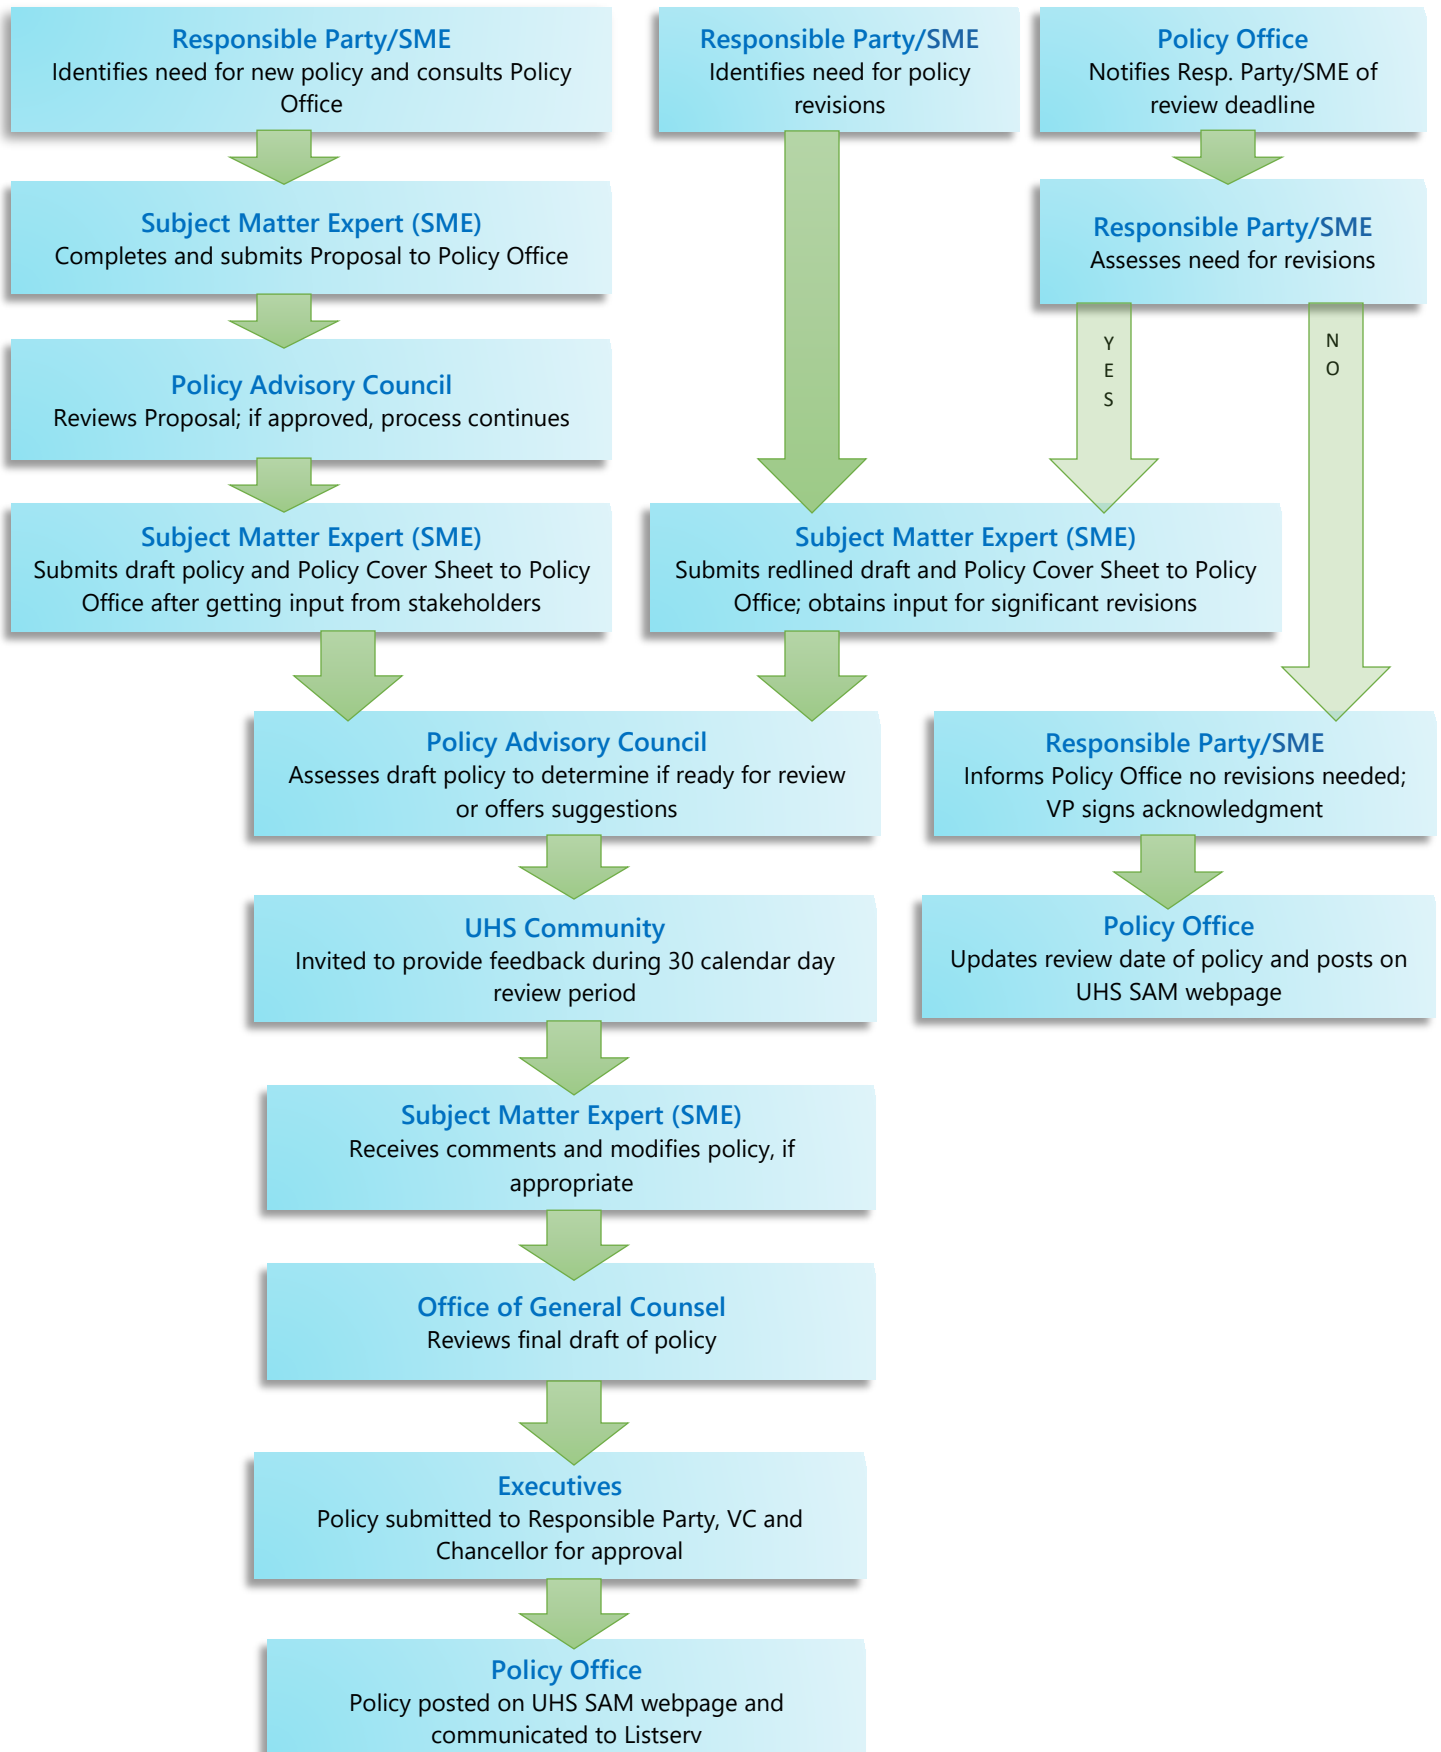 Responsible Party/SME
Identifies need for new policy and consults Policy
Office
Responsible Party/SME
Identifies need for policy
revisions
Policy Office
Notifies Resp. Party/SME of
review deadline
Subject Matter Expert (SME)
Completes and submits Proposal to Policy Office
Responsible Party/SME
Assesses need for revisions
Y
E
S
N
O
Policy Advisory Council
Reviews Proposal; if approved, process continues
Subject Matter Expert (SME)
Submits draft policy and Policy Cover Sheet to Policy
Office after getting input from stakeholders
Subject Matter Expert (SME)
Submits redlined draft and Policy Cover Sheet to Policy
Office; obtains input for significant revisions
Policy Advisory Council
Assesses draft policy to determine if ready for review
or offers suggestions
Responsible Party/SME
Informs Policy Office no revisions needed;
VP signs acknowledgment
UHS Community
Invited to provide feedback during 30 calendar day
review period
Policy Office
Updates review date of policy and posts on
UHS SAM webpage
Subject Matter Expert (SME)
Receives comments and modifies policy, if
appropriate
Office of General Counsel
Reviews final draft of policy
Executives
Policy submitted to Responsible Party, VC and
Chancellor for approval
Policy Office
Policy posted on UHS SAM webpage and
communicated to Listserv